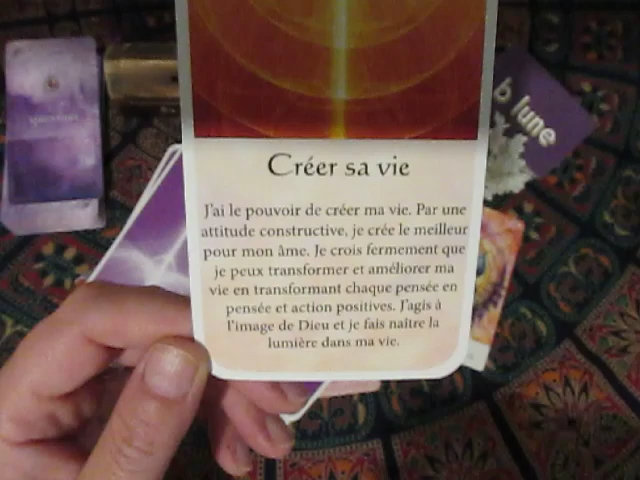 Créer sa vie
J'ai le pouvoir de créer ma vie. Par une
attitude constructive, je crée le meilleur
pour mon âme. Je crois fermement que
je peux transformer et améliorer ma
vie en transformant chaque pensée en
pensée et action positives. J'agis à
l'image de Dieu et je fais naître la
lumière dans ma vie.
lune